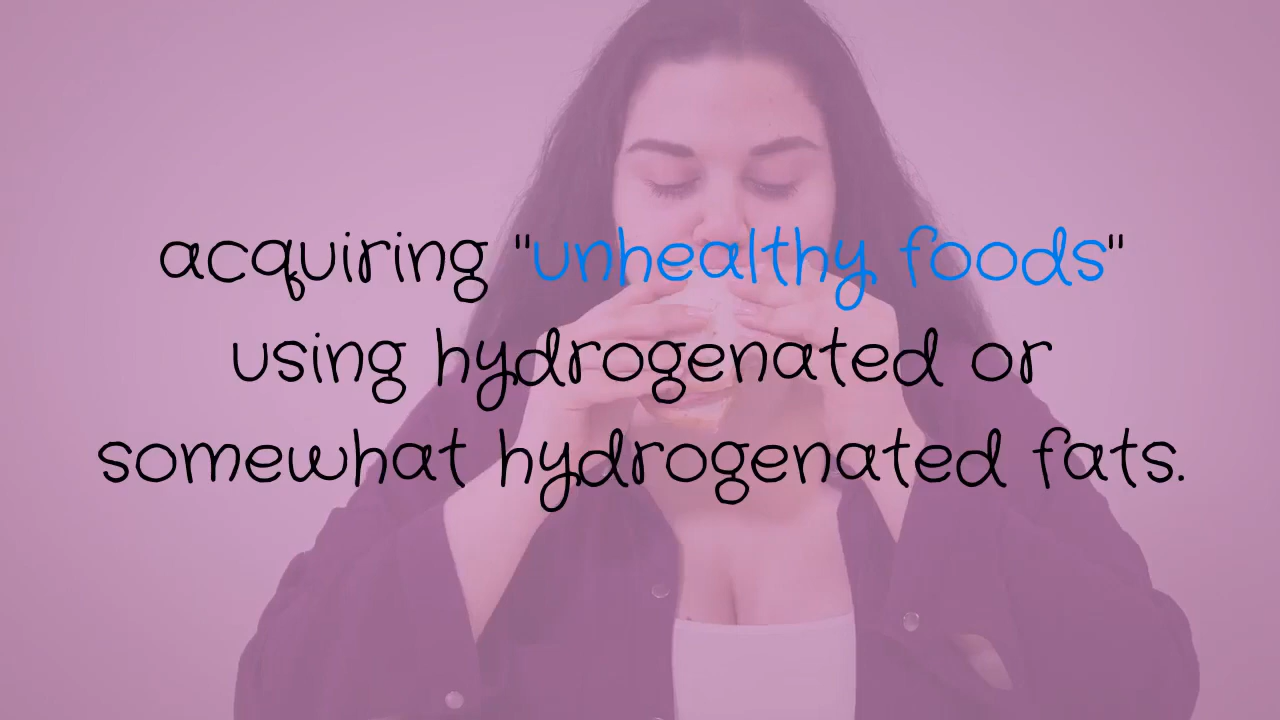 acquiring "unhealthy foods"
using hydrogenated or
somewhat hydrogenated fats.